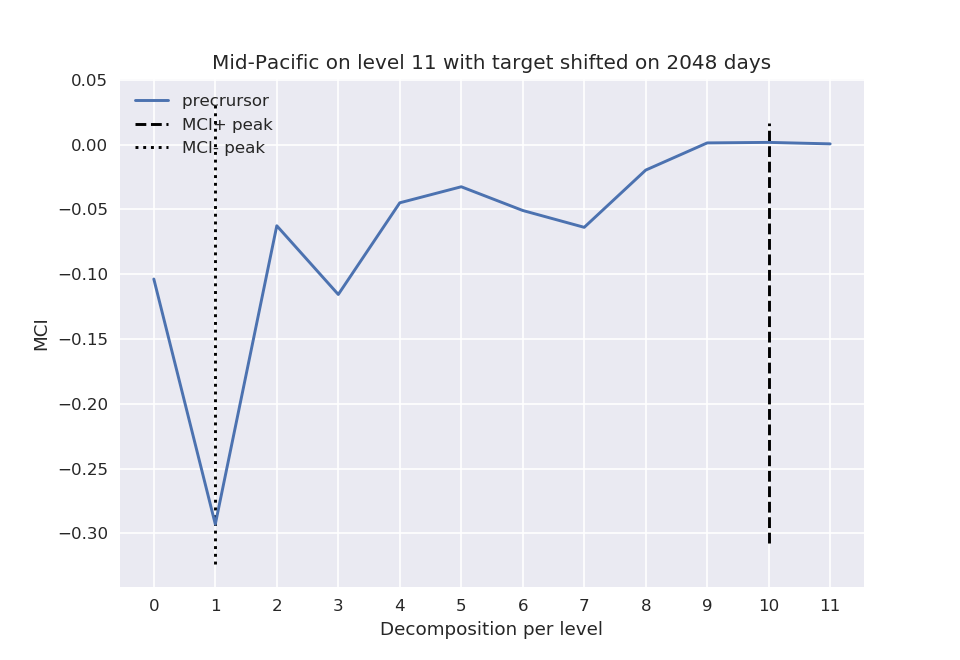 Mid-Pacific on level 11 with target shifted on 2048 days
precrursor
MCI+ peak
MCI- peak
0.05
0.00
−0.05
−0.10
−0.15
−0.20
−0.25
−0.30
MCI
0 1 2 3 4 5 6 7 8 9 10 11
Decomposition per level